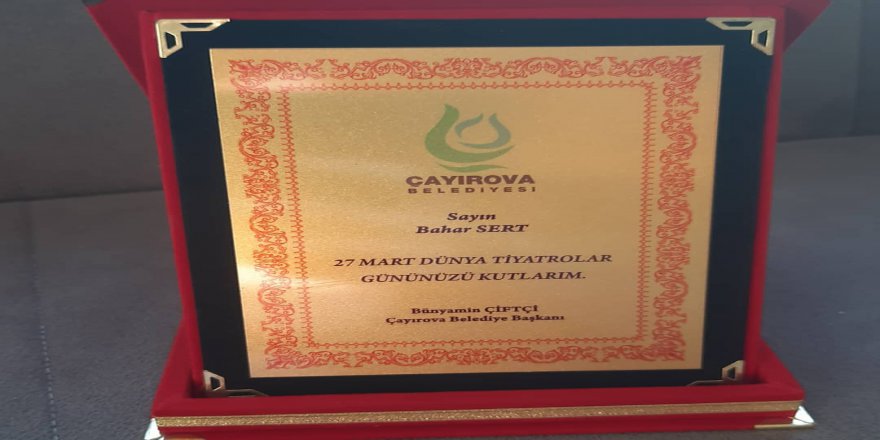 ÇAYIROVA
BELEDİYESİ
Sayın
Bahar SERT
27 MART DÜNYA TİYATROLAR
GÜNÜNÜZÜ KUTLARIM.
Bünyamin ÇİFTÇİ
Çayırova Belediye Başkanı